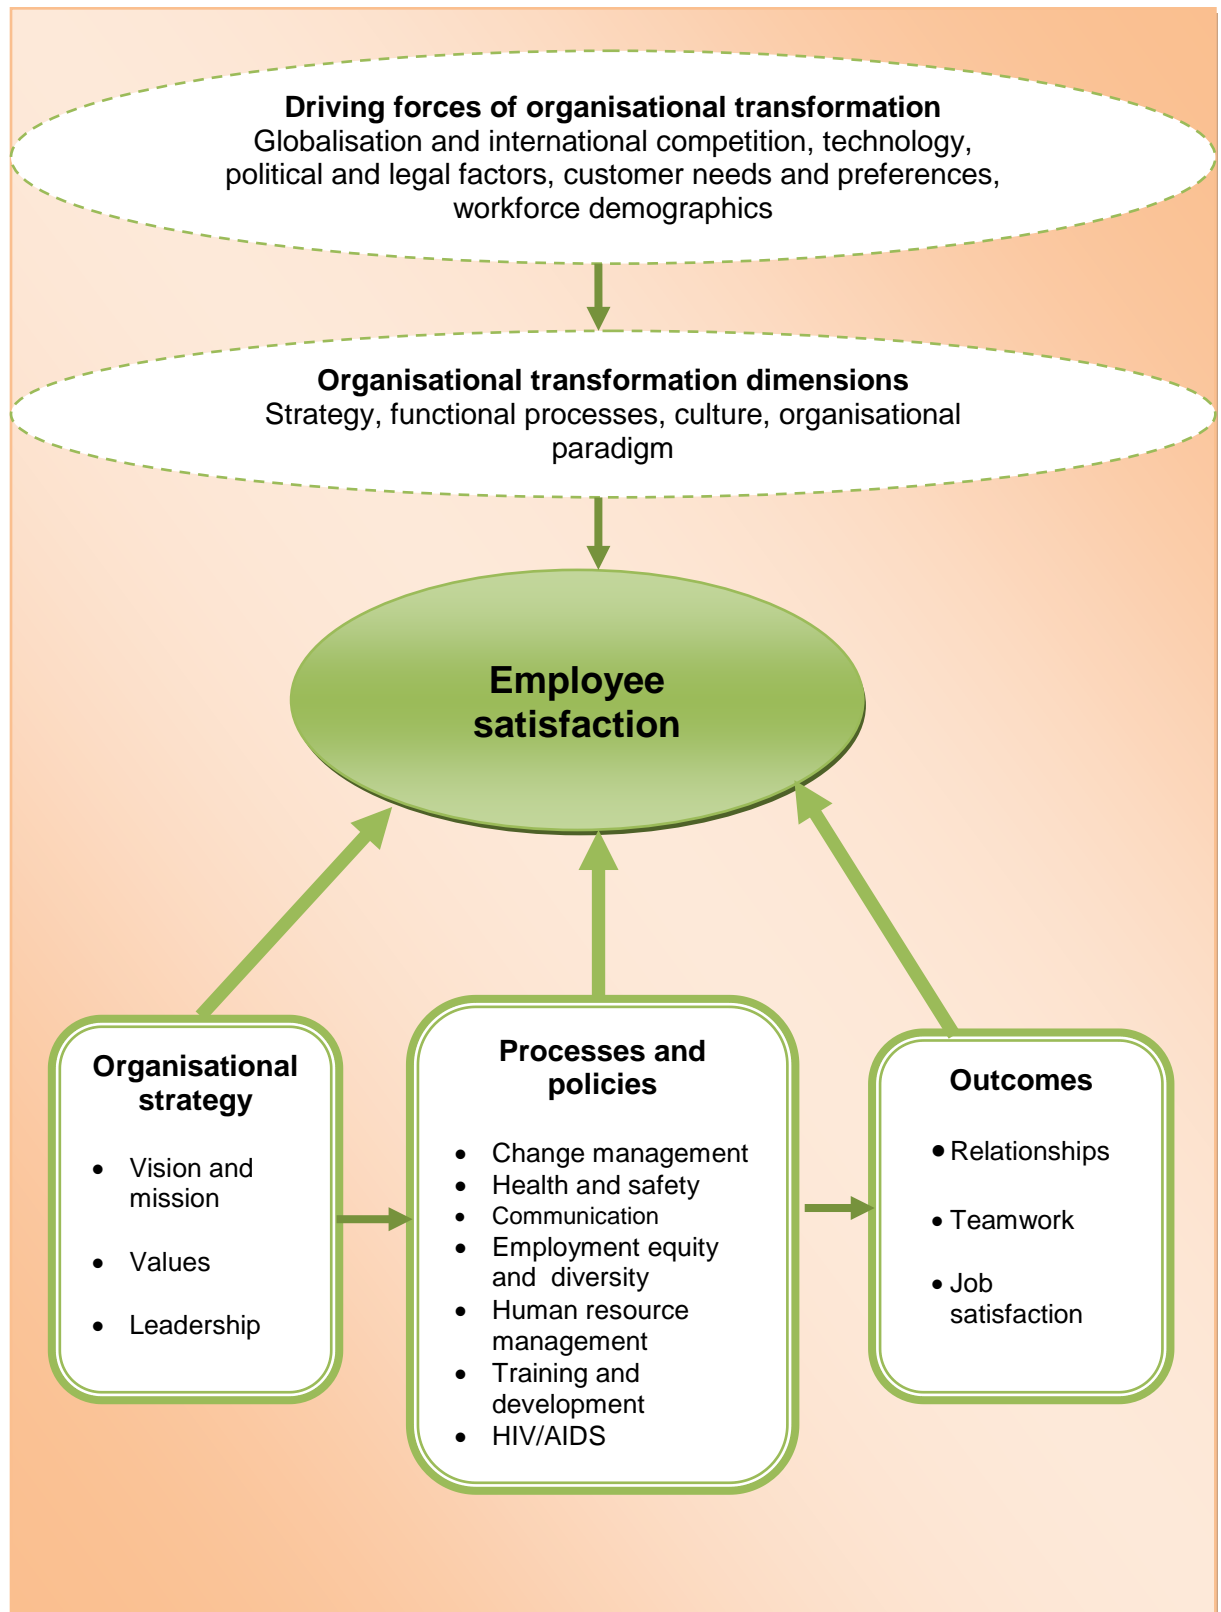 Driving forces of organisational transformation
Globalisation and international competition, technology,
political and legal factors, customer needs and preferences,
workforce demographics
Organisational transformation dimensions
Strategy, functional processes, culture, organisational
paradigm
Employee
satisfaction
Organisational
strategy
• Vision and
mission
• Values
• Leadership
Processes and
policies
• Change management
• Health and safety
• Communication
• Employment equity
and  diversity
• Human resource
management
• Training and
development
• HIV/AIDS
Outcomes
• Relationships
• Teamwork
• Job
satisfaction